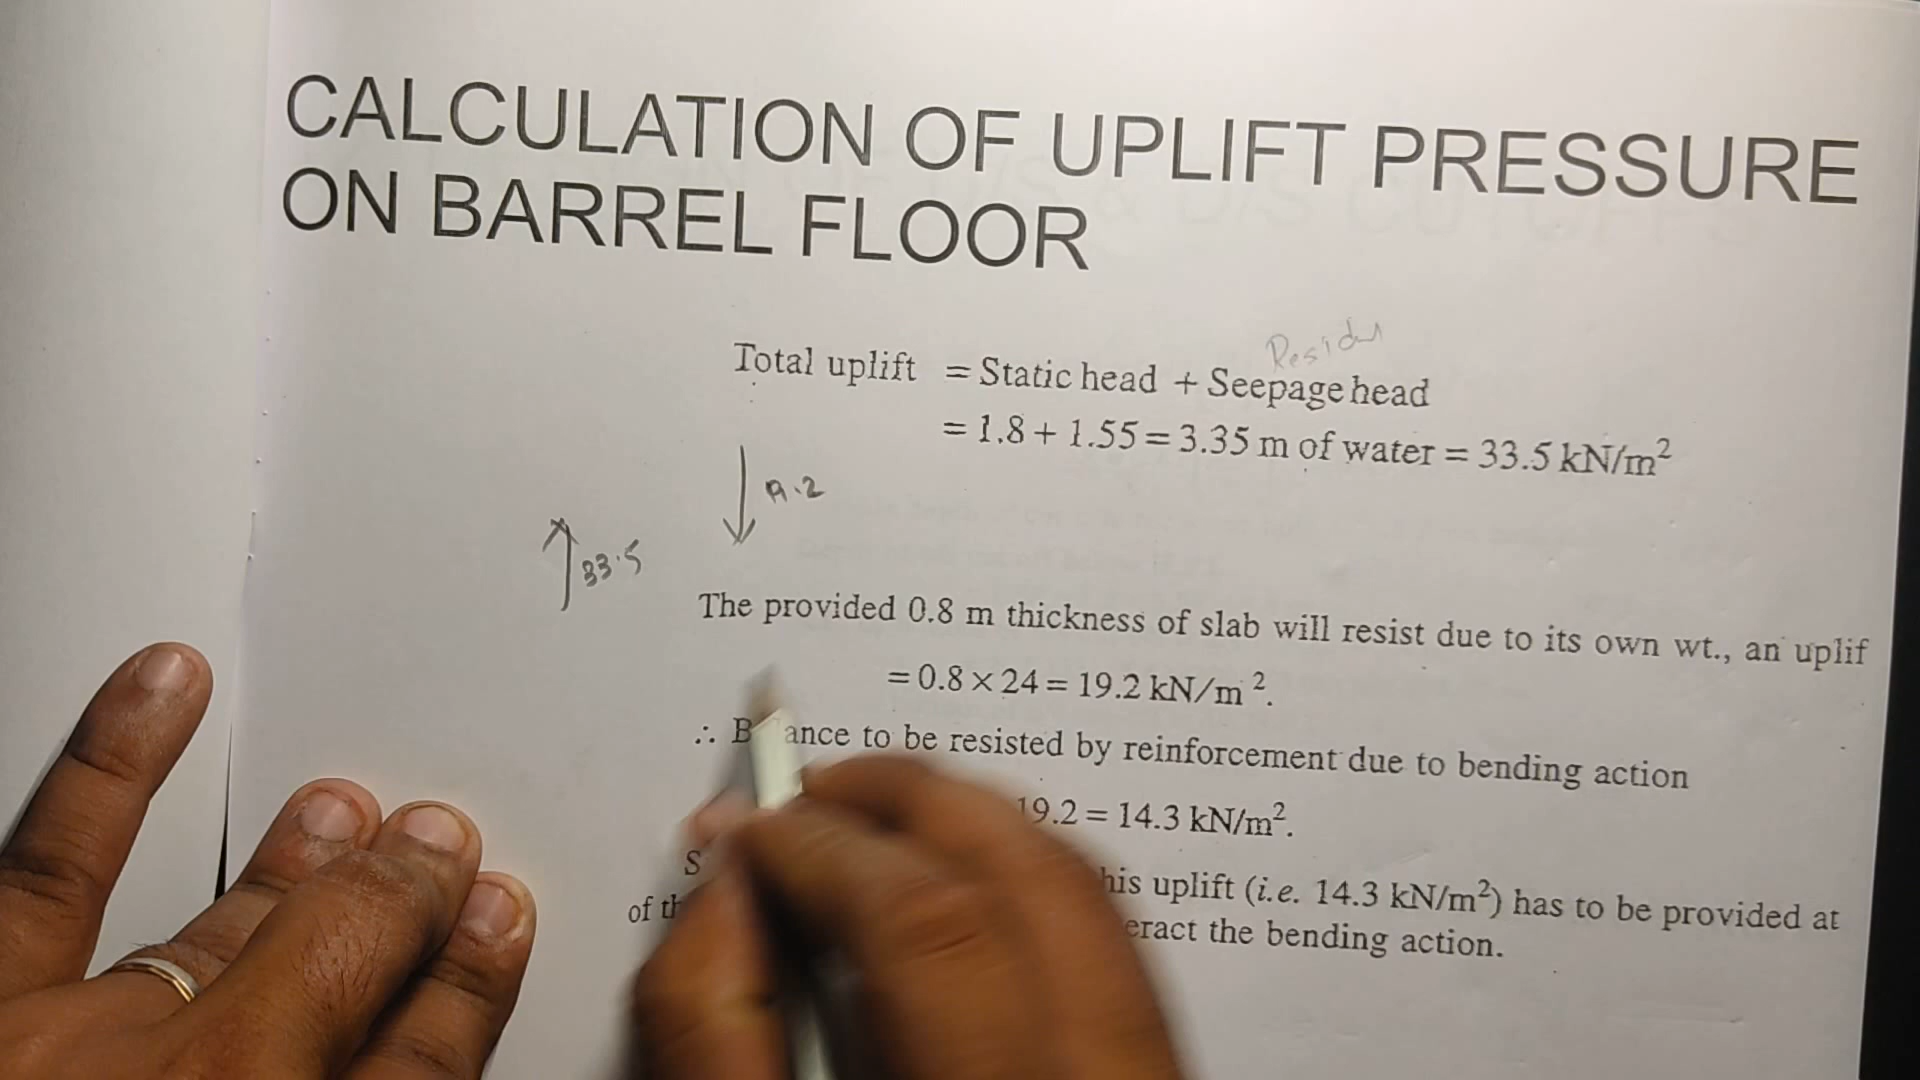 CALCULATION OF UPLIFT PRESSURE
ON BARREL FLOOR
Residul
Total uplift = Static head + Seepage head
= 1.8 + 1.55 = 3.35 m of water = 33.5 kN/m²
9.2
33.5
The provided 0.8 m thickness of slab will resist due to its own wt., an uplif
= 0.8 × 24 = 19.2 kN/m².
∴ B ance to be resisted by reinforcement due to bending action
19.2 = 14.3 kN/m².
his uplift (i.e. 14.3 kN/m²) has to be provided at
of th eract the bending action.